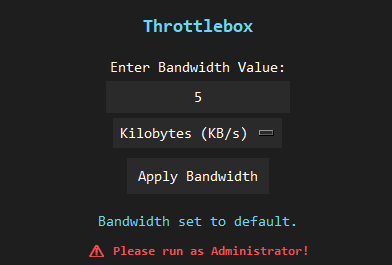 Throttlebox
Enter Bandwidth Value:
5
Kilobytes (KB/s)
Apply Bandwidth
Bandwidth set to default.
⚠ Please run as Administrator!